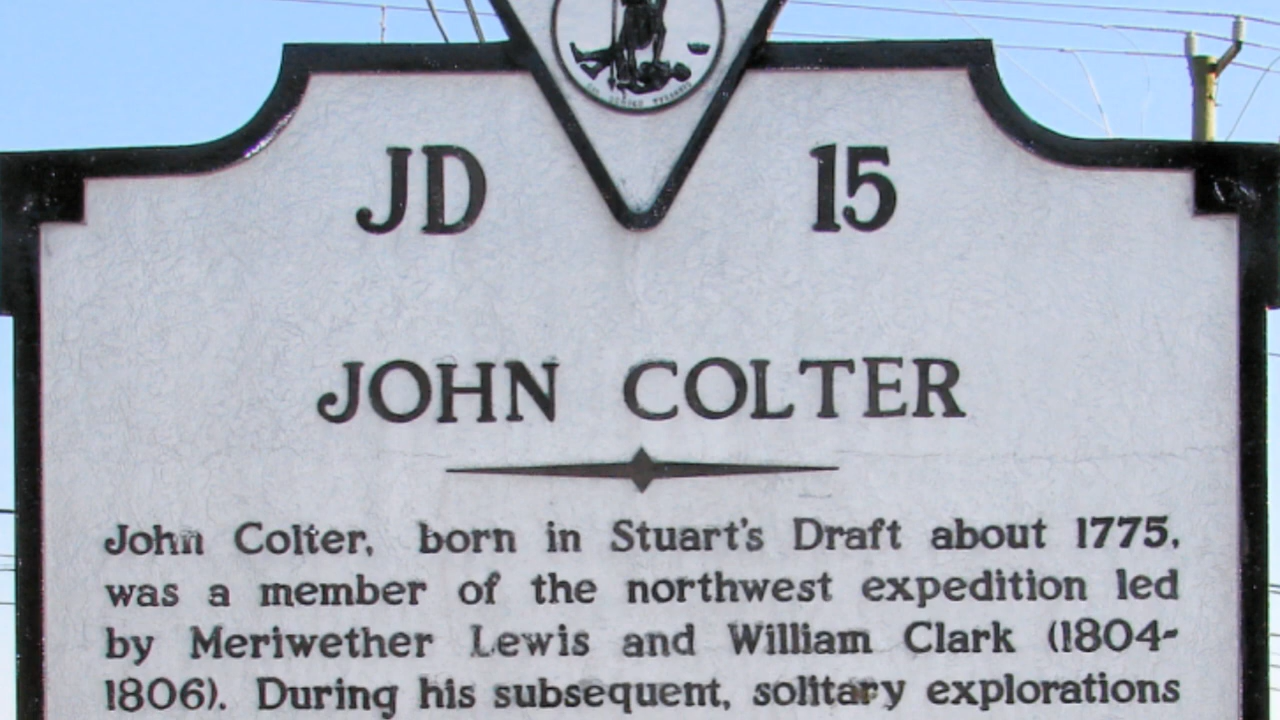 JD 15
JOHN COLTER
John Colter, born in Stuart's Draft about 1775,
was a member of the northwest expedition led
by Meriwether Lewis and William Clark (1804-
1806). During his subsequent, solitary explorations